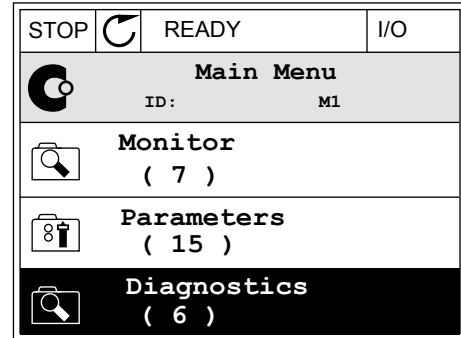 STOP READY I/O
Main Menu
ID: M1
Monitor
( 7 )
Parameters
( 15 )
Diagnostics
( 6 )